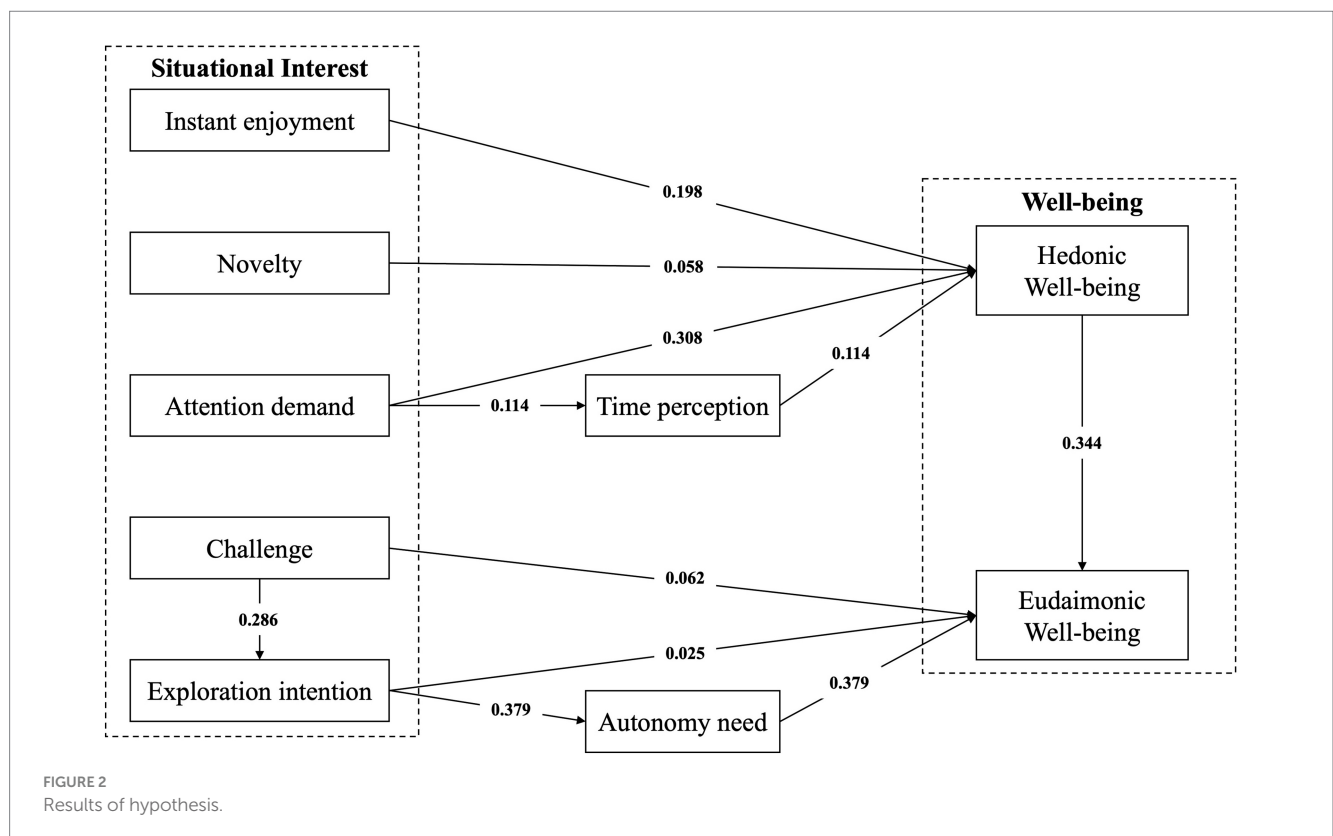 Situational Interest
Instant enjoyment
0.198
Well-being
Novelty
0.058
Hedonic
Well-being
0.308
0.114
Attention demand
0.114
Time perception
0.344
Challenge
0.062
0.286
Eudaimonic
Well-being
0.025
Exploration intention
0.379
0.379
Autonomy need
FIGURE 2
Results of hypothesis.